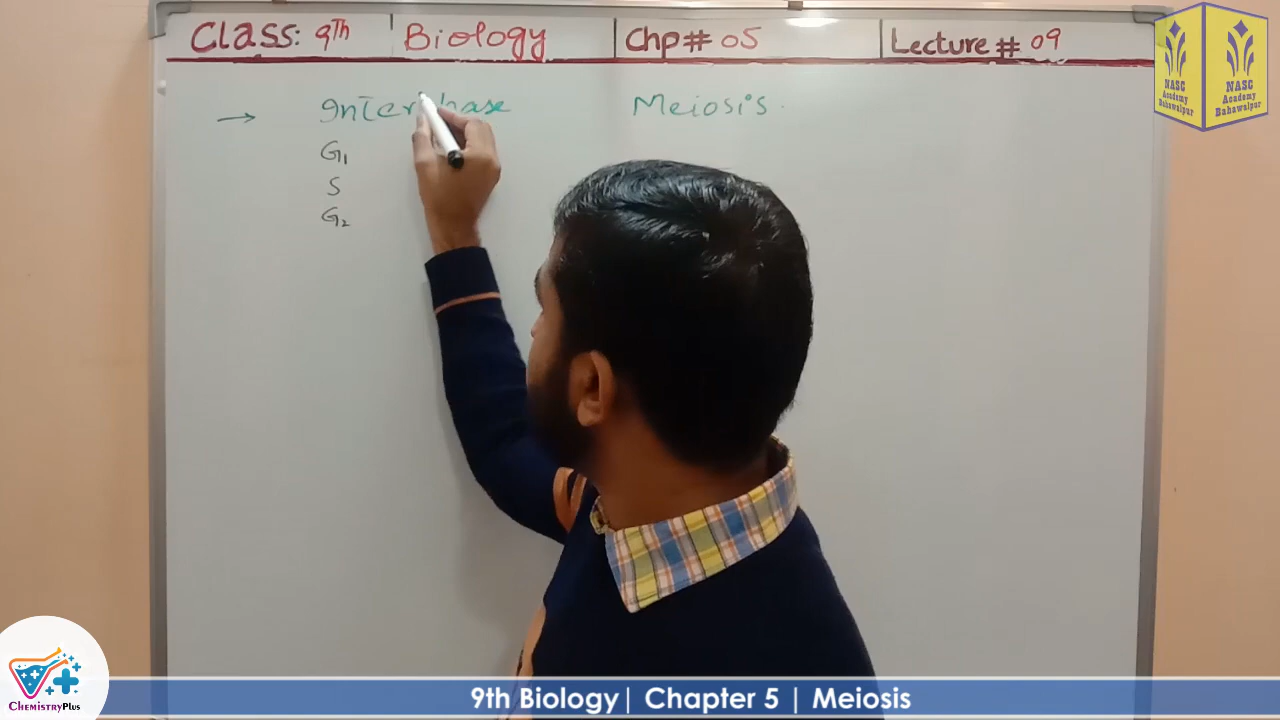 Class: 9th Biology Chp# 05 Lecture# 09
NASC Academy Bahawalpur
NASC Academy Bahawalpur
→ Meiosis.
G₁
S
G₂
ChemistryPlus
9th Biology| Chapter 5 | Meiosis